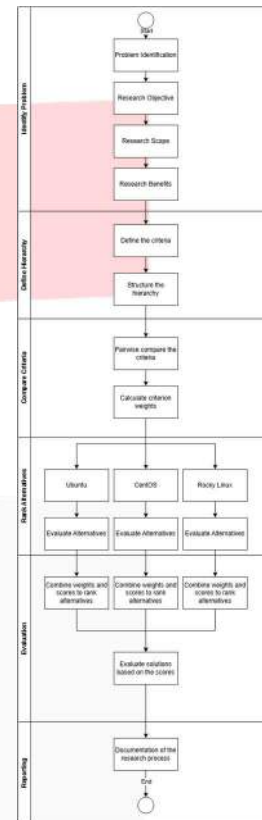 Start
Identify Problem
Problem Identification
Research Objective
Research Scope
Research Benefits
Define Hierarchy
Define the criteria
Structure the
hierarchy
Compare Criteria
Pairwise compare the
criteria
Calculate criterion
weights
Rank Alternatives
Ubuntu
CentOS
Rocky Linux
Evaluate Alternatives
Evaluate Alternatives
Evaluate Alternatives
Evaluation
Combine weights and
scores to rank
alternatives
Combine weights and
scores to rank
alternatives
Combine weights and
scores to rank
alternatives
Evaluate solutions
based on the scores
Reporting
Documentation of the
research process
End